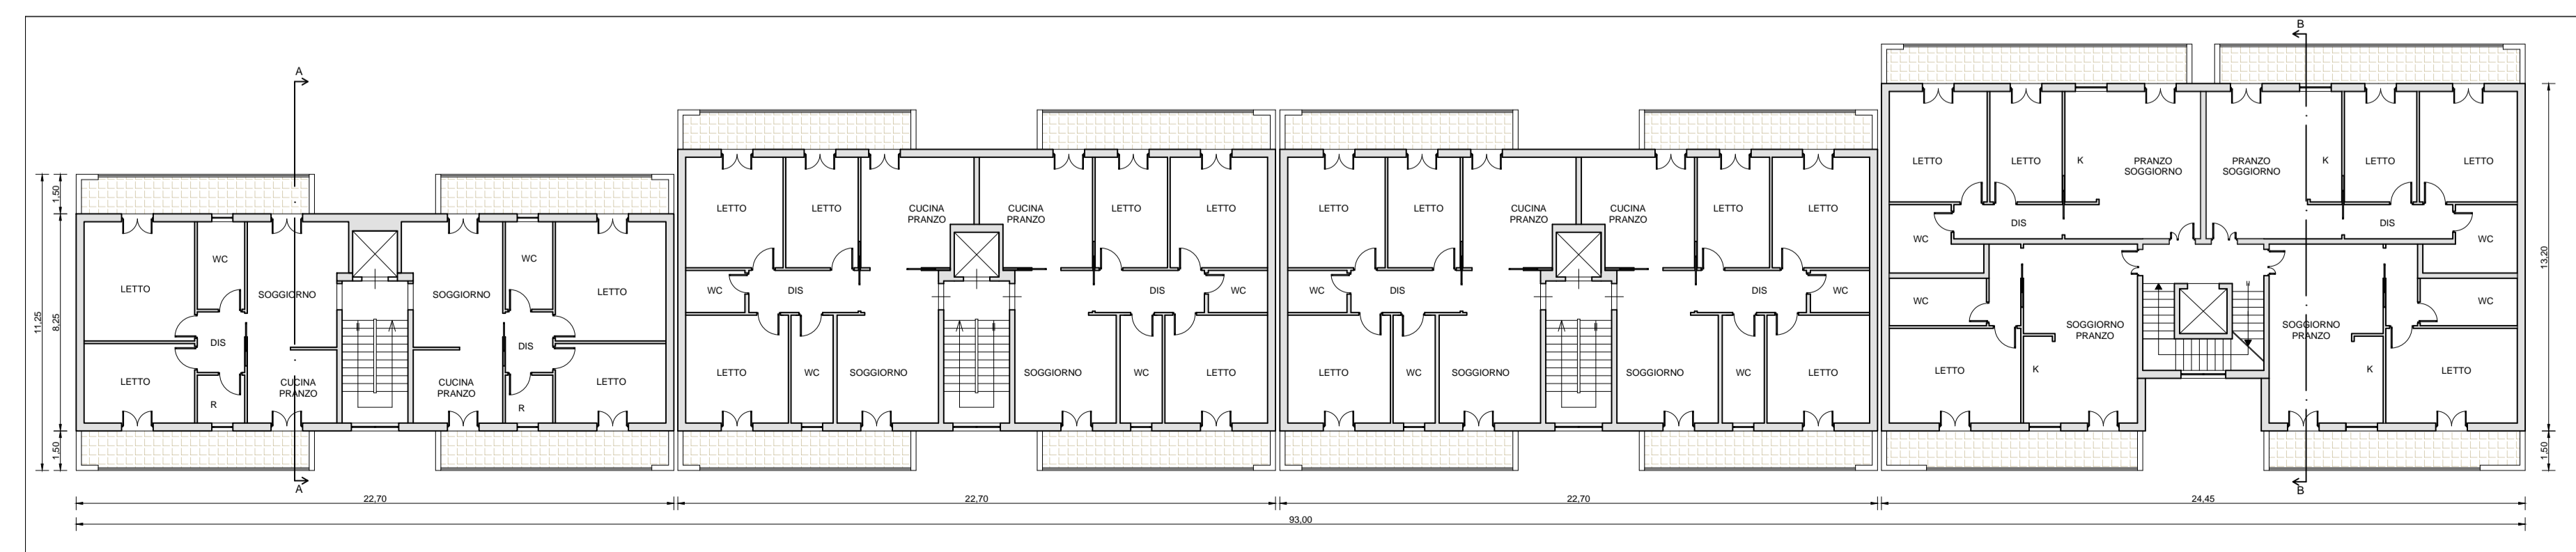 B
A
1,50
11,25
8,25
1,50
LETTO
WC
SOGGIORNO
SOGGIORNO
WC
LETTO
DIS
DIS
LETTO
CUCINA
PRANZO
CUCINA
PRANZO
LETTO
R
R
A
LETTO
LETTO
CUCINA
PRANZO
CUCINA
PRANZO
LETTO
LETTO
WC
DIS
DIS
WC
LETTO
WC
SOGGIORNO
SOGGIORNO
WC
LETTO
LETTO
LETTO
CUCINA
PRANZO
CUCINA
PRANZO
LETTO
LETTO
WC
DIS
DIS
WC
LETTO
WC
SOGGIORNO
SOGGIORNO
WC
LETTO
LETTO
LETTO
K
PRANZO
SOGGIORNO
PRANZO
SOGGIORNO
K
LETTO
LETTO
DIS
DIS
WC
WC
WC
WC
U
SOGGIORNO
PRANZO
SOGGIORNO
PRANZO
LETTO
K
K
LETTO
13,20
1,50
B
22,70
22,70
22,70
24,45
93,00